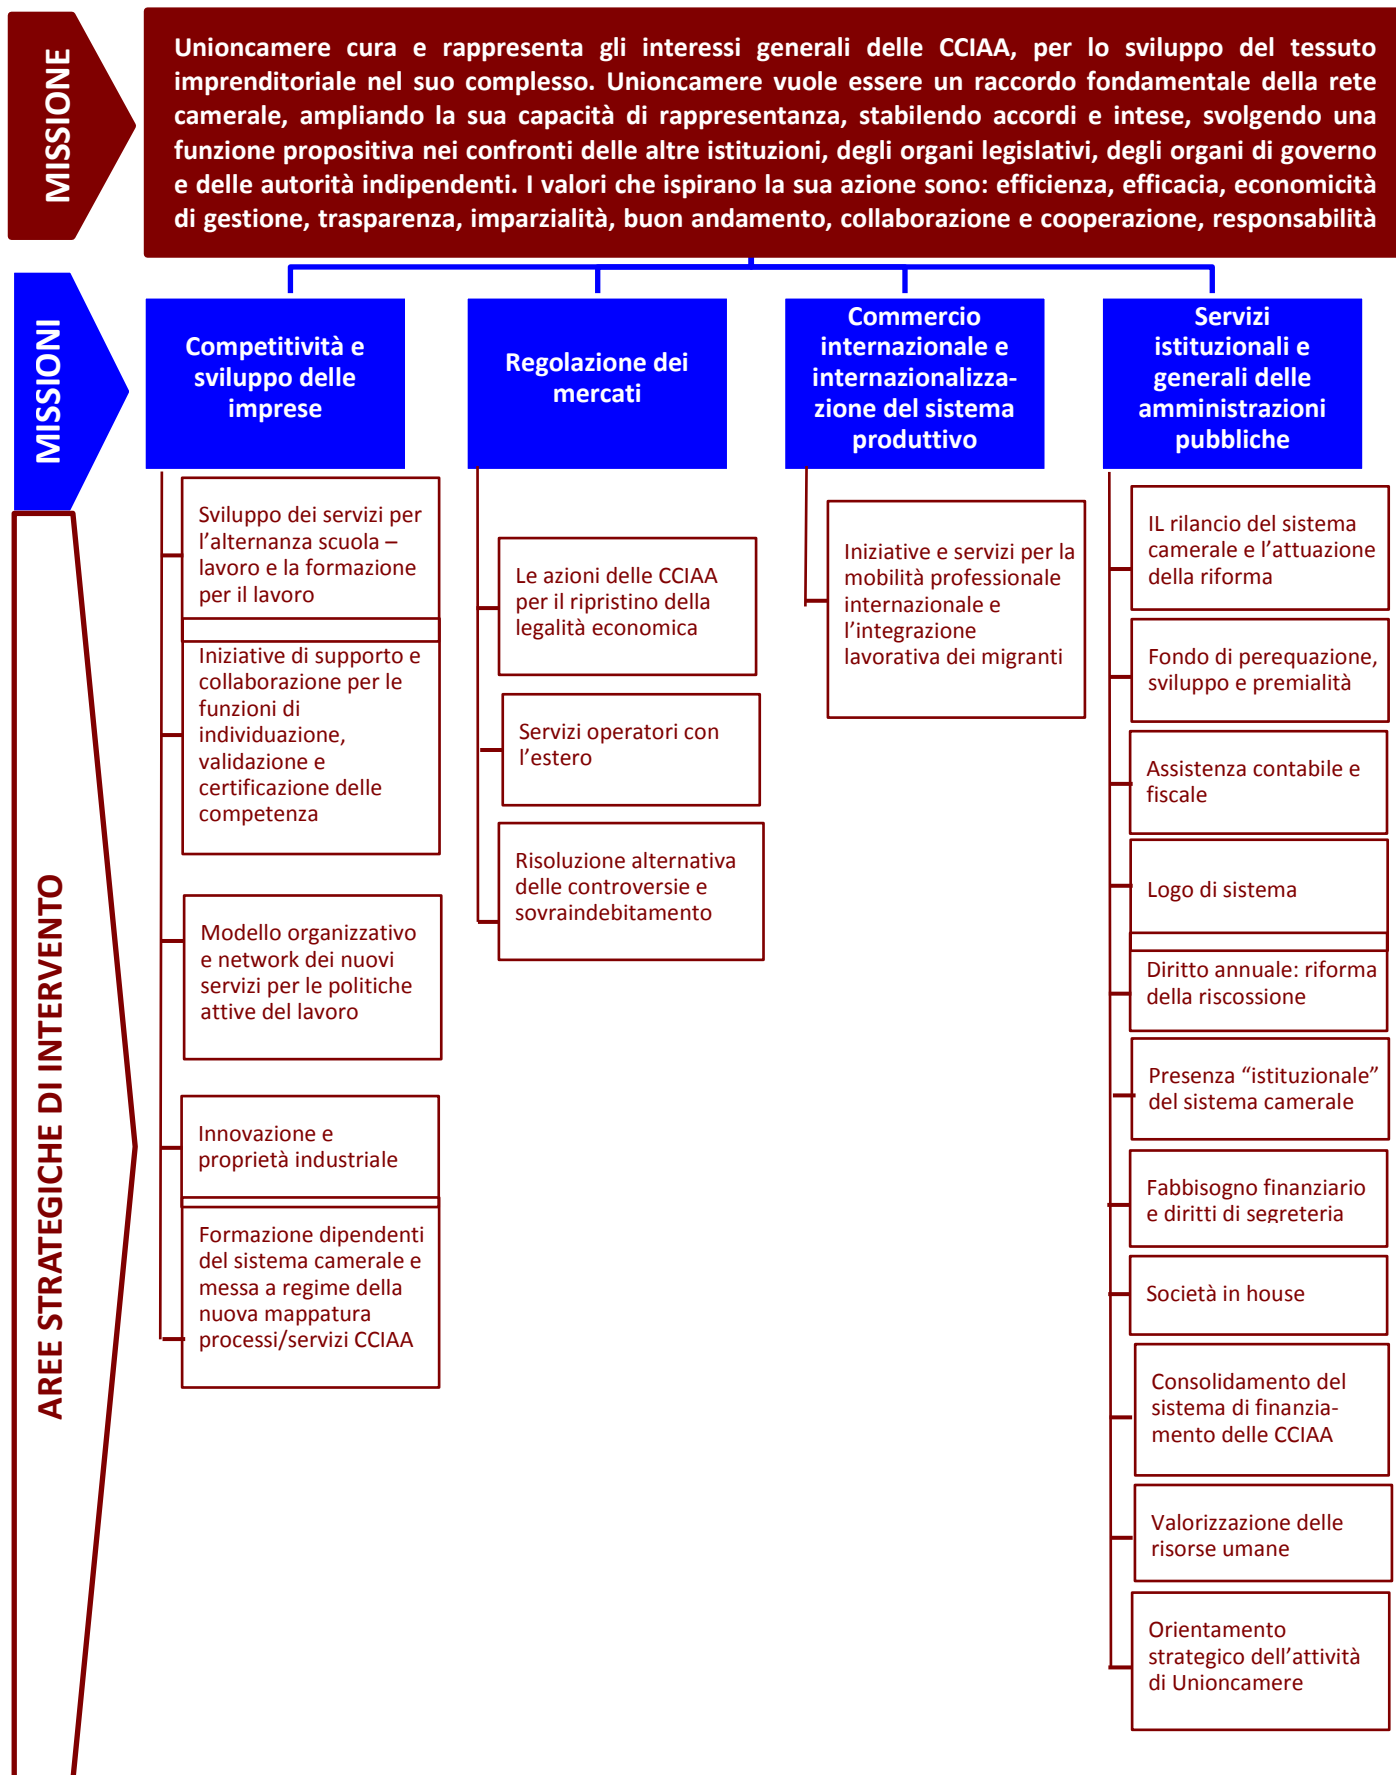 MISSIONE
Unioncamere cura e rappresenta gli interessi generali delle CCIAA, per lo sviluppo del tessuto
imprenditoriale nel suo complesso. Unioncamere vuole essere un raccordo fondamentale della rete
camerale, ampliando la sua capacità di rappresentanza, stabilendo accordi e intese, svolgendo una
funzione propositiva nei confronti delle altre istituzioni, degli organi legislativi, degli organi di governo
e delle autorità indipendenti. I valori che ispirano la sua azione sono: efficienza, efficacia, economicità
di gestione, trasparenza, imparzialità, buon andamento, collaborazione e cooperazione, responsabilità
MISSIONI
Competitività e
sviluppo delle
imprese
Regolazione dei
mercati
Commercio
internazionale e
internazionalizza-
zione del sistema
produttivo
Servizi
istituzionali e
generali delle
amministrazioni
pubbliche
AREE STRATEGICHE DI INTERVENTO
Sviluppo dei servizi per
l’alternanza scuola –
lavoro e la formazione
per il lavoro
Iniziative di supporto e
collaborazione per le
funzioni di
individuazione,
validazione e
certificazione delle
competenza
Modello organizzativo
e network dei nuovi
servizi per le politiche
attive del lavoro
Innovazione e
proprietà industriale
Formazione dipendenti
del sistema camerale e
messa a regime della
nuova mappatura
processi/servizi CCIAA
Le azioni delle CCIAA
per il ripristino della
legalità economica
Servizi operatori con
l’estero
Risoluzione alternativa
delle controversie e
sovraindebitamento
Iniziative e servizi per la
mobilità professionale
internazionale e
l’integrazione
lavorativa dei migranti
IL rilancio del sistema
camerale e l’attuazione
della riforma
Fondo di perequazione,
sviluppo e premialità
Assistenza contabile e
fiscale
Logo di sistema
Diritto annuale: riforma
della riscossione
Presenza “istituzionale”
del sistema camerale
Fabbisogno finanziario
e diritti di segreteria
Società in house
Consolidamento del
sistema di finanzia-
mento delle CCIAA
Valorizzazione delle
risorse umane
Orientamento
strategico dell’attività
di Unioncamere